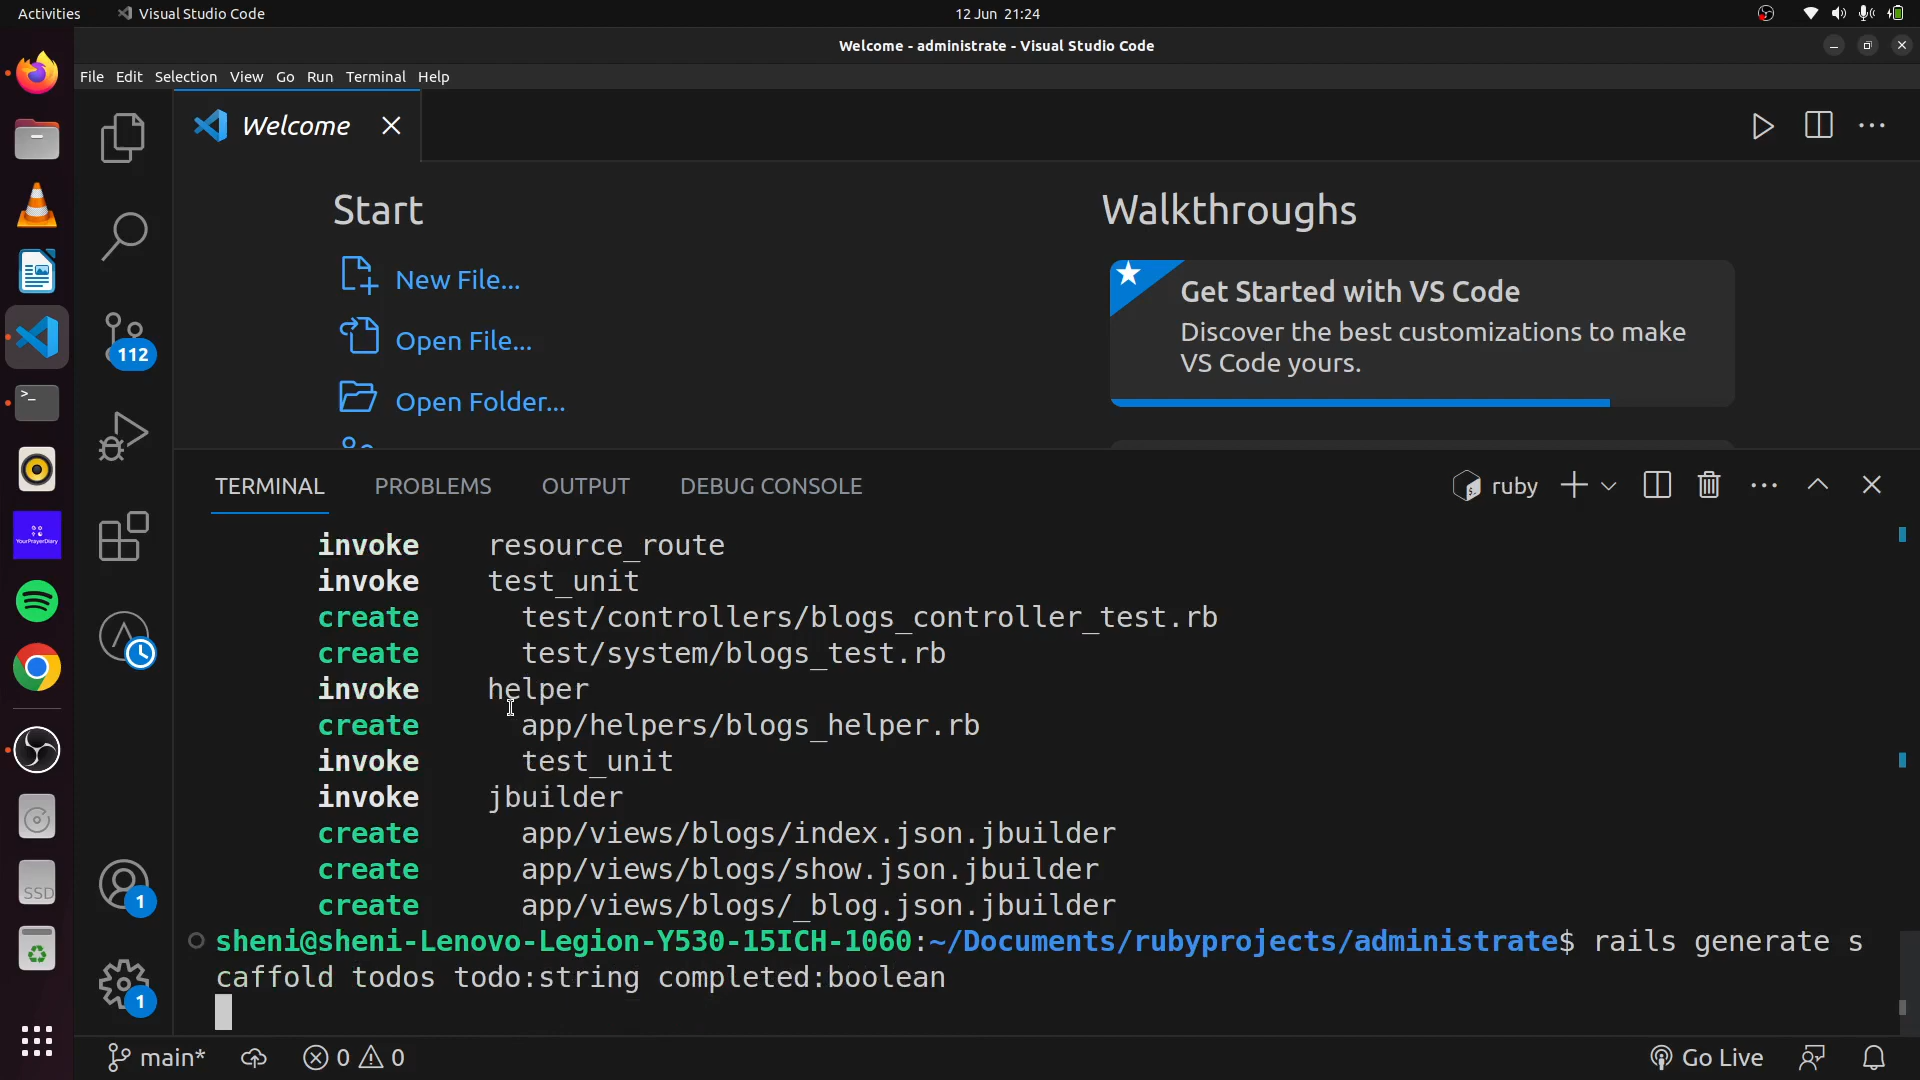 Activities
Visual Studio Code
12 Jun 21:24
Welcome - administrate - Visual Studio Code
File Edit Selection View Go Run Terminal Help
Welcome
Start
New File...
Open File...
Open Folder...
Walkthroughs
Get Started with VS Code
Discover the best customizations to make
VS Code yours.
112
TERMINAL PROBLEMS OUTPUT DEBUG CONSOLE
ruby
invoke resource_route
invoke test_unit
create test/controllers/blogs_controller_test.rb
create test/system/blogs_test.rb
invoke helper
create app/helpers/blogs_helper.rb
invoke test_unit
invoke jbuilder
create app/views/blogs/index.json.jbuilder
create app/views/blogs/show.json.jbuilder
create app/views/blogs/_blog.json.jbuilder
sheni@sheni-Lenovo-Legion-Y530-15ICH-1060:~/Documents/rubyprojects/administrate$ rails generate s
caffold todos todo:string completed:boolean
YourPrayerDiary
SSD
1
1
main*
0
0
Go Live